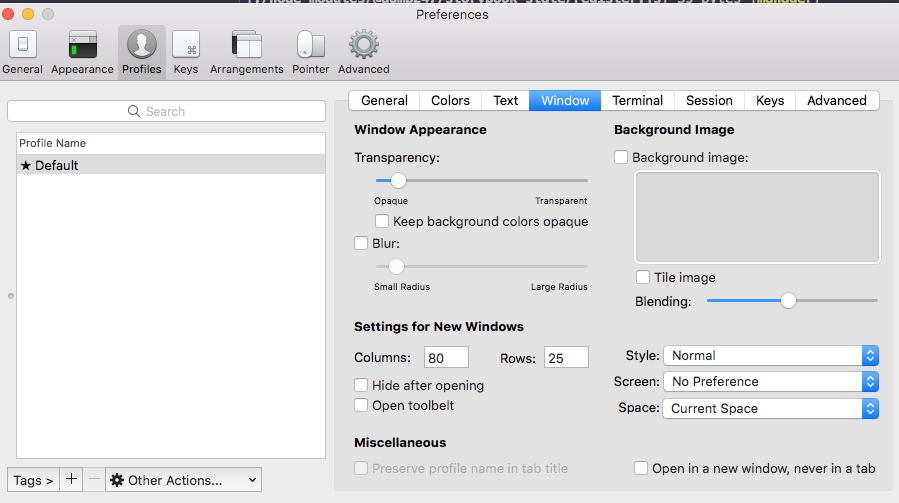 Preferences
General Appearance Profiles Keys Arrangements Pointer Advanced
Search
Profile Name
★ Default
Tags > + − Other Actions...
General Colors Text Window Terminal Session Keys Advanced
Window Appearance
Transparency:
Opaque Transparent
Keep background colors opaque
Blur:
Small Radius Large Radius
Background Image
Background image:
Tile image
Blending:
Settings for New Windows
Columns: 80 Rows: 25
Hide after opening
Open toolbelt
Style: Normal
Screen: No Preference
Space: Current Space
Miscellaneous
Preserve profile name in tab title
Open in a new window, never in a tab